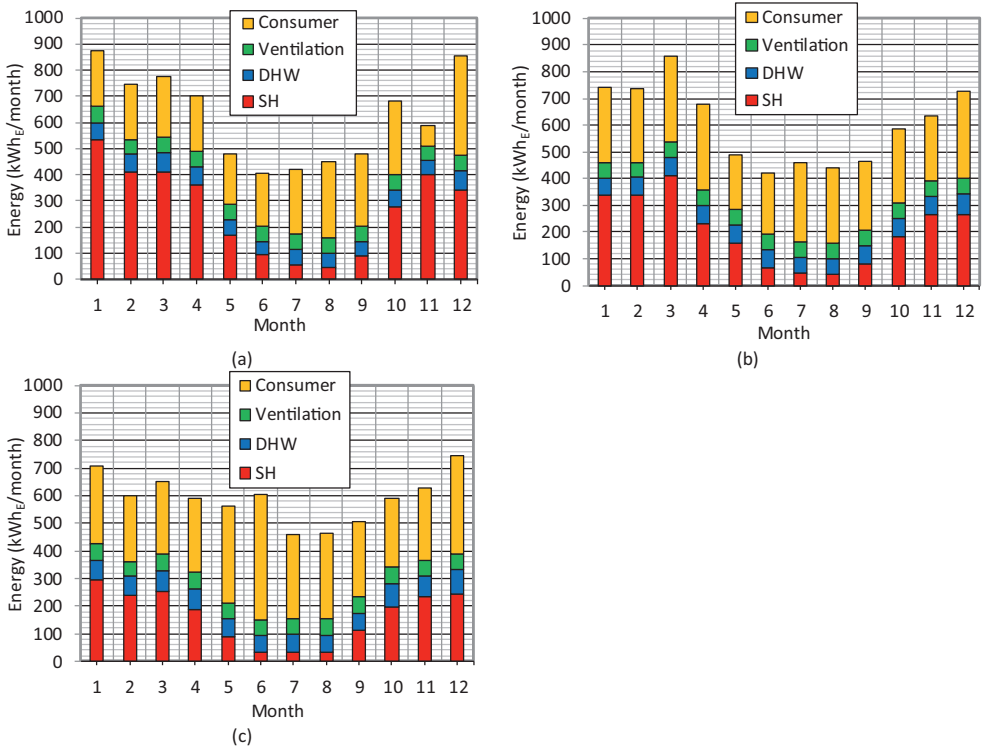 1000
900
800
700
600
500
400
300
200
100
0
Energy (kWhE/month)
Consumer
Ventilation
DHW
SH
1 2 3 4 5 6 7 8 9 10 11 12
Month
(a)
1000
900
800
700
600
500
400
300
200
100
0
Energy (kWhE/month)
Consumer
Ventilation
DHW
SH
1 2 3 4 5 6 7 8 9 10 11 12
Month
(b)
1000
900
800
700
600
500
400
300
200
100
0
Energy (kWhE/month)
Consumer
Ventilation
DHW
SH
1 2 3 4 5 6 7 8 9 10 11 12
Month
(c)